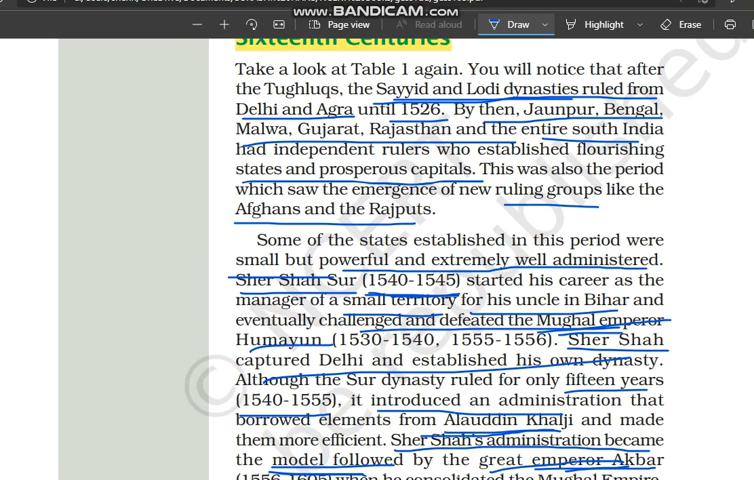 www.BANDICAM.com
Page view
Read aloud
Draw
Highlight
Erase
Sixteenth Centuries
Take a look at Table 1 again. You will notice that after
the Tughluqs, the Sayyid and Lodi dynasties ruled from
Delhi and Agra until 1526. By then, Jaunpur, Bengal,
Malwa, Gujarat, Rajasthan and the entire south India
had independent rulers who established flourishing
states and prosperous capitals. This was also the period
which saw the emergence of new ruling groups like the
Afghans and the Rajputs.
Some of the states established in this period were
small but powerful and extremely well administered.
Sher Shah Sur (1540-1545) started his career as the
manager of a small territory for his uncle in Bihar and
eventually challenged and defeated the Mughal emperor
Humayun (1530-1540, 1555-1556). Sher Shah
captured Delhi and established his own dynasty.
Although the Sur dynasty ruled for only fifteen years
(1540-1555), it introduced an administration that
borrowed elements from Alauddin Khalji and made
them more efficient. Sher Shah's administration became
the model followed by the great emperor Akbar
(1556-1605) when he consolidated the Mughal Empire.